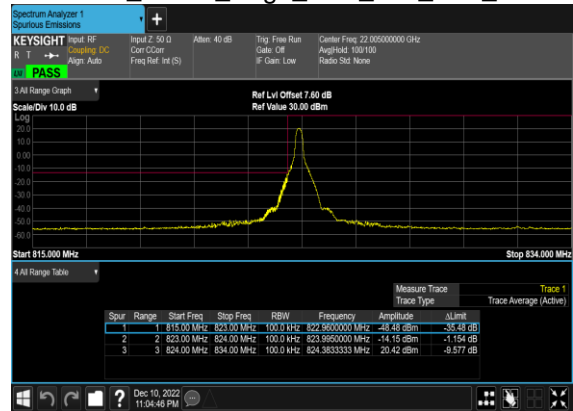 Spectrum Analyzer 1
Spurious Emissions
KEYSIGHT Input: RF Input Z: 50 Ω Atten: 40 dB Trig: Free Run Center Freq: 22.005000000 GHz
R T Coupling: DC Corr CCorr Gate: Off Avg|Hold: 100/100
Align: Auto Freq Ref: Int (S) IF Gain: Low Radio Std: None
PASS
3 All Range Graph Ref Lvl Offset 7.60 dB
Scale/Div 10.0 dB Ref Value 30.00 dBm
Log
20.0
10.0
0.00
-10.0
-20.0
-30.0
-40.0
-50.0
-60.0
Start 815.000 MHz Stop 834.000 MHz
4 All Range Table
Measure Trace Trace 1
Trace Type Trace Average (Active)
Spur Range Start Freq Stop Freq RBW Frequency Amplitude ΔLimit
1 1 815.00 MHz 823.00 MHz 100.0 kHz 822.9600000 MHz -48.48 dBm -35.48 dB
2 2 823.00 MHz 824.00 MHz 100.0 kHz 823.9950000 MHz -14.15 dBm -1.154 dB
3 3 824.00 MHz 834.00 MHz 100.0 kHz 824.3833333 MHz 20.42 dBm -9.577 dB
? Dec 10, 2022
11:04:46 PM